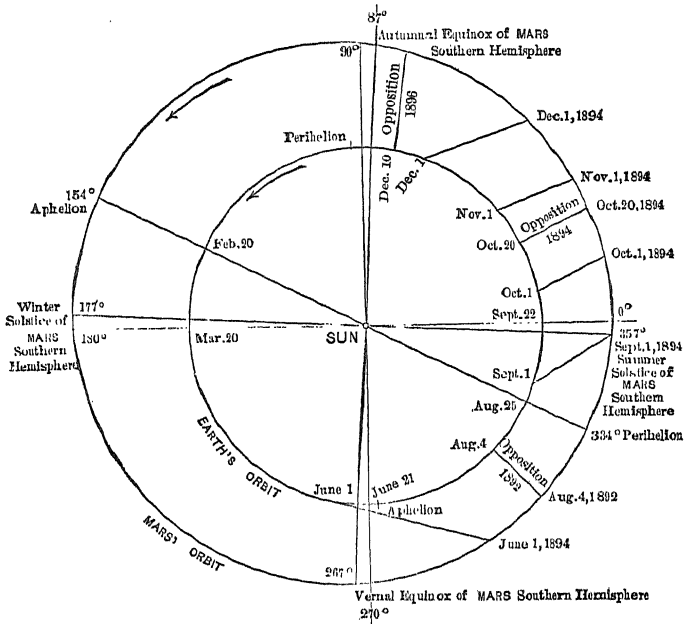 87°
Autumnal Equinox of MARS
Southern Hemisphere
90°
Opposition
1896
Perihelion
Dec. 10
Dec. 1
Dec.1,1894
154°
Aphelion
Nov.1,1894
Oct.20,1894
Nov.1
Opposition
1894
Oct.20
Feb.20
Oct.1,1894
Oct.1
Winter
Solstice of
MARS
Southern
Hemisphere
177°
180°
Mar.20
SUN
Sept.22
0°
357°
Sept.1,1894
Summer
Solstice of
MARS
Southern
Hemisphere
Sept.1
Aug.25
334° Perihelion
Aug.4
Opposition
1892
Aug.4,1892
EARTH'S ORBIT
June 1
June 21
Aphelion
June 1,1894
MARS' ORBIT
267°
Vernal Equinox of MARS Southern Hemisphere
270°